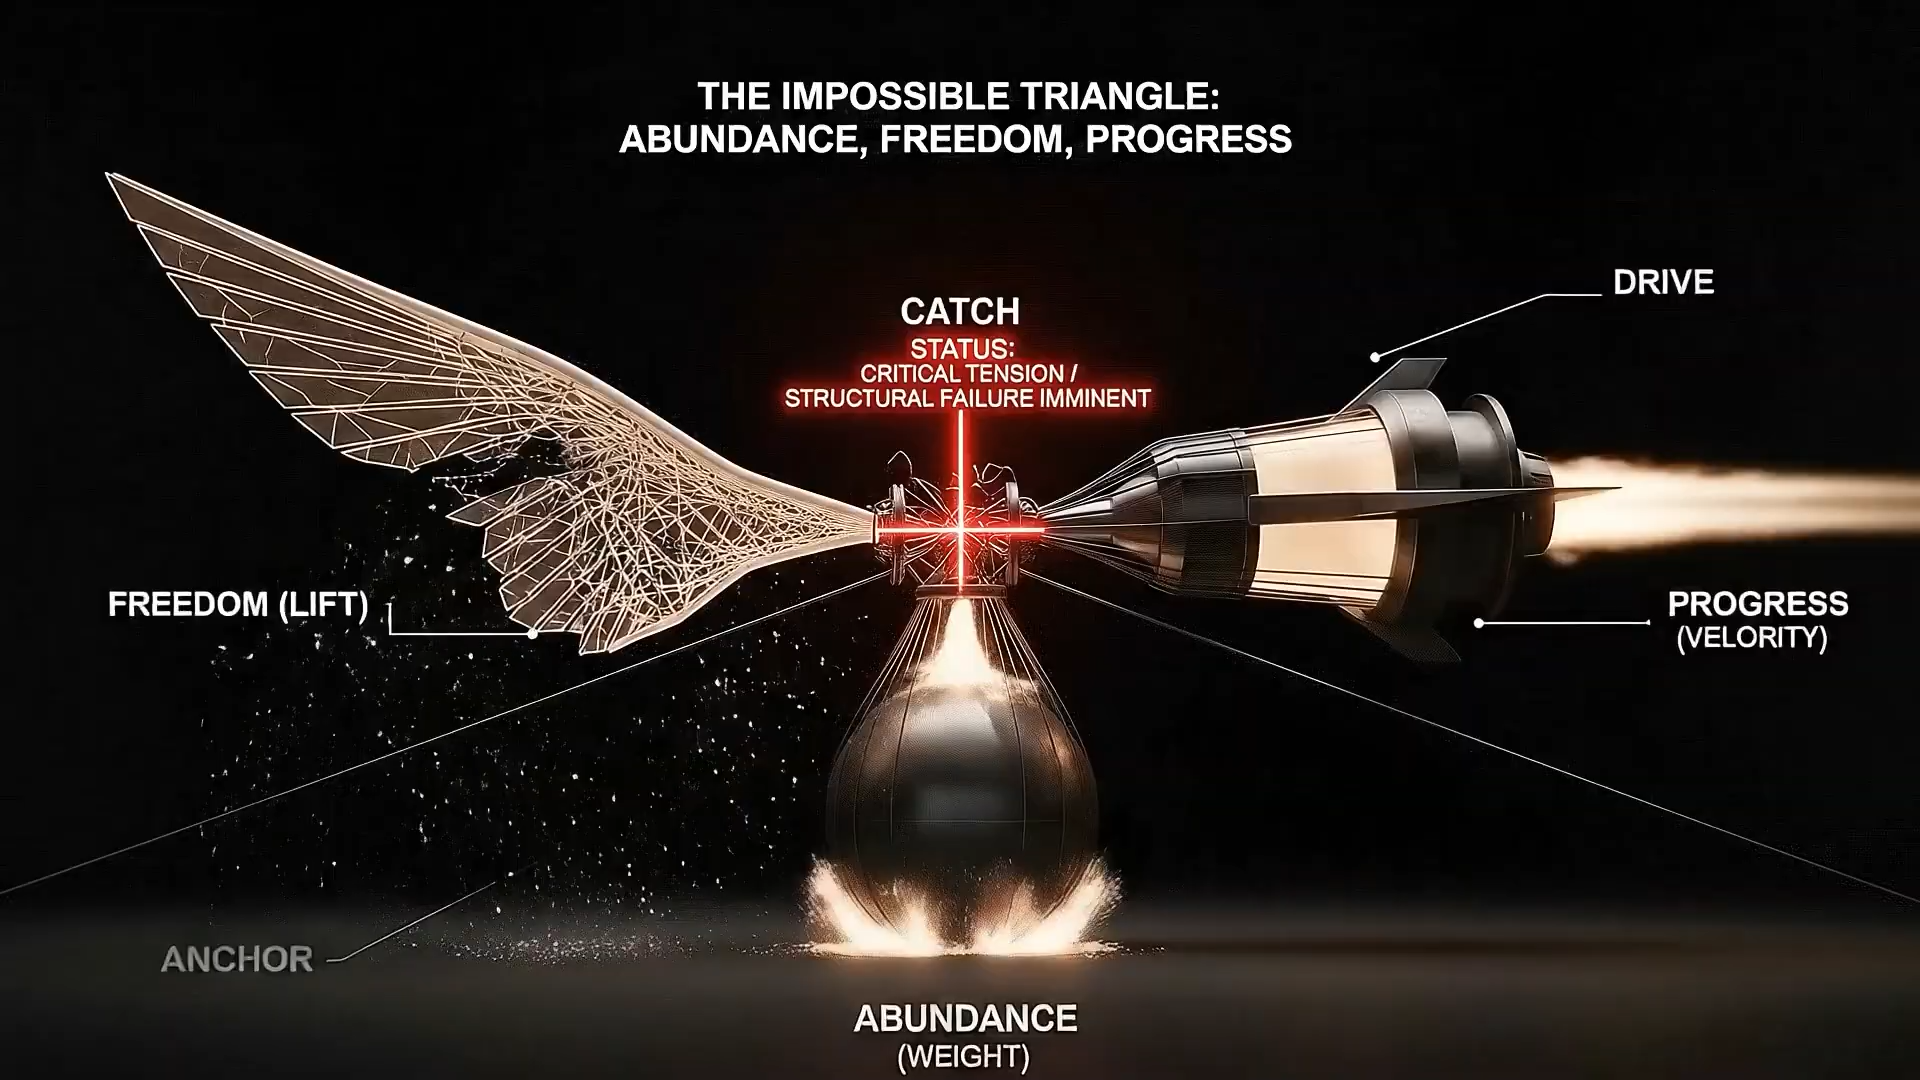 THE IMPOSSIBLE TRIANGLE:
ABUNDANCE, FREEDOM, PROGRESS
DRIVE
CATCH
STATUS:
CRITICAL TENSION /
STRUCTURAL FAILURE IMMINENT
FREEDOM (LIFT)
PROGRESS
(VELORITY)
ANCHOR
ABUNDANCE
(WEIGHT)